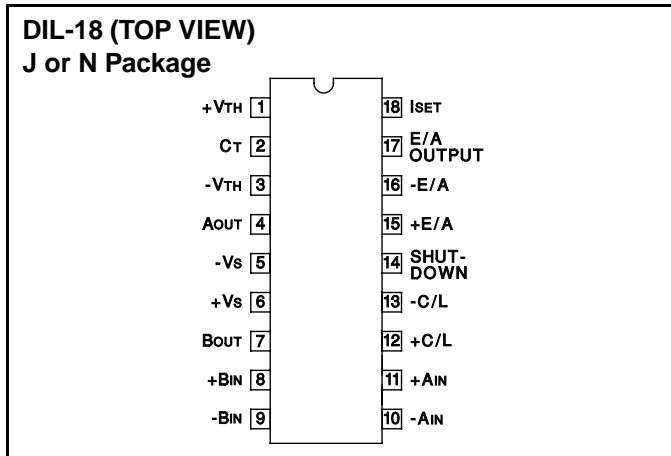 DIL-18 (TOP VIEW)
J or N Package
+VTH 1
CT 2
-VTH 3
AOUT 4
-VS 5
+VS 6
BOUT 7
+BIN 8
-BIN 9
18 ISET
17 E/A
OUTPUT
16 -E/A
15 +E/A
14 SHUT-
DOWN
13 -C/L
12 +C/L
11 +AIN
10 -AIN